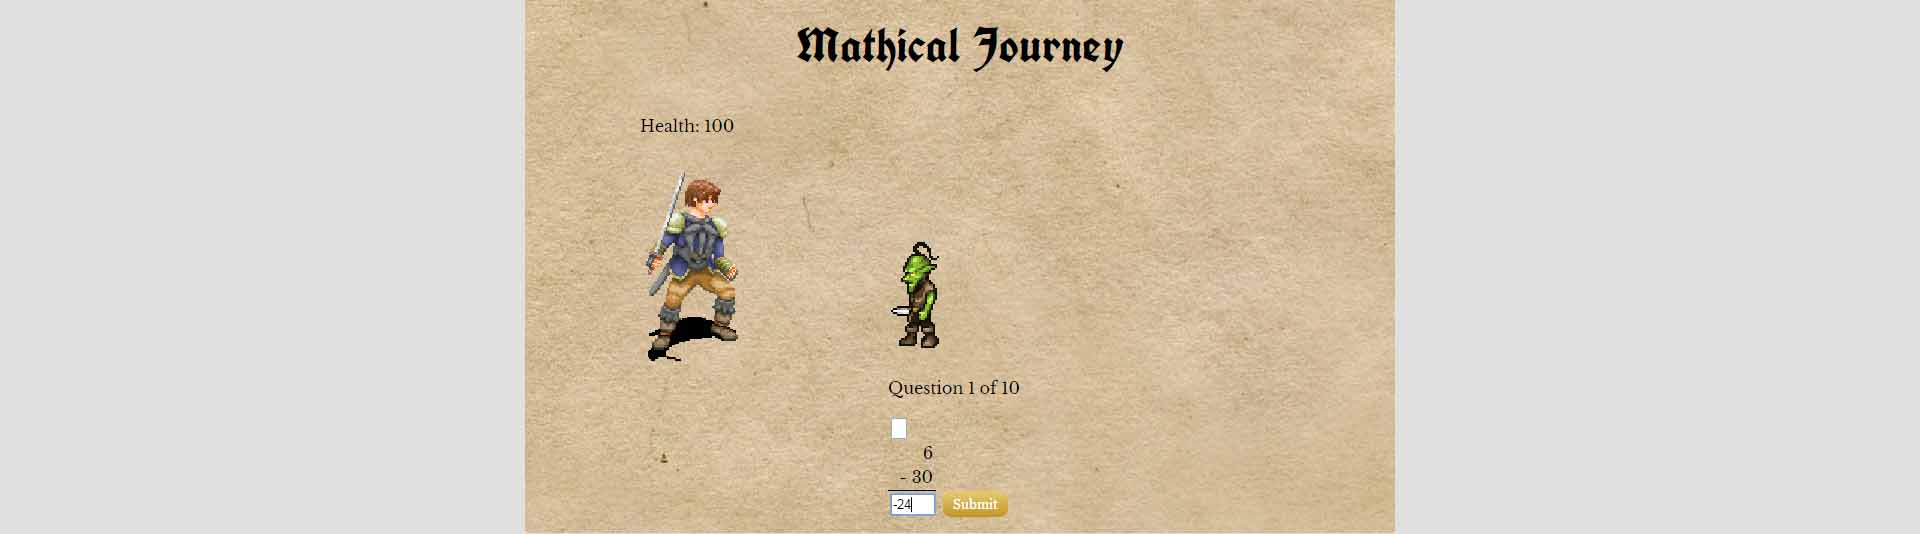 Mathical Journey
Health: 100
Question 1 of 10
6
- 30
-24 Submit